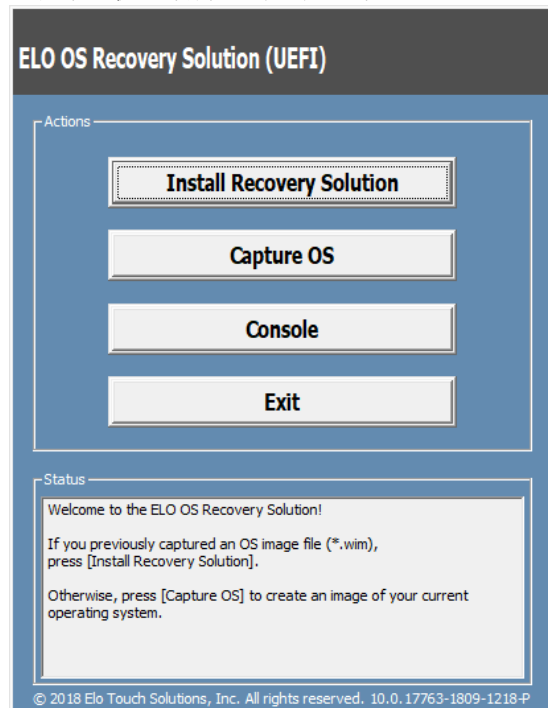 ELO OS Recovery Solution (UEFI)
Actions
Install Recovery Solution
Capture OS
Console
Exit
Status
Welcome to the ELO OS Recovery Solution!
If you previously captured an OS image file (*.wim),
press [Install Recovery Solution].
Otherwise, press [Capture OS] to create an image of your current
operating system.
© 2018 Elo Touch Solutions, Inc. All rights reserved. 10.0.17763-1809-1218-P